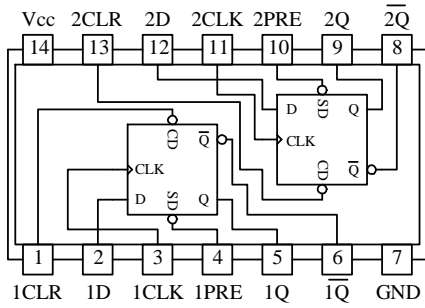 Vcc 2CLR 2D 2CLK 2PRE 2Q 2Q̅
14 13 12 11 10 9 8
D SD Q
CLK
CD Q̅
CD Q̅
CLK
D SD Q
1 2 3 4 5 6 7
1CLR 1D 1CLK 1PRE 1Q 1Q̅ GND